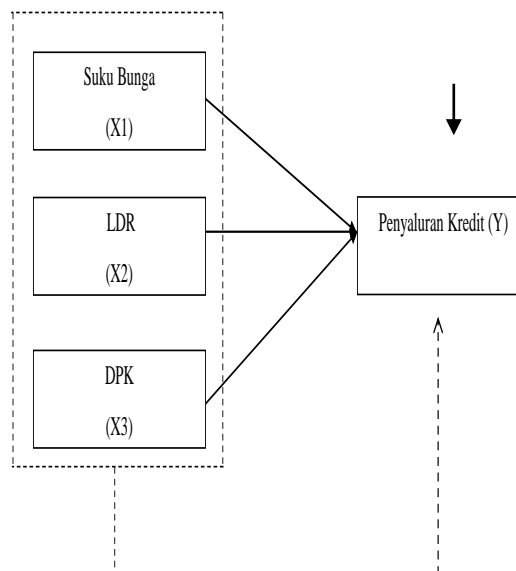 Suku Bunga
(X1)
LDR
(X2)
Penyaluran Kredit (Y)
DPK
(X3)